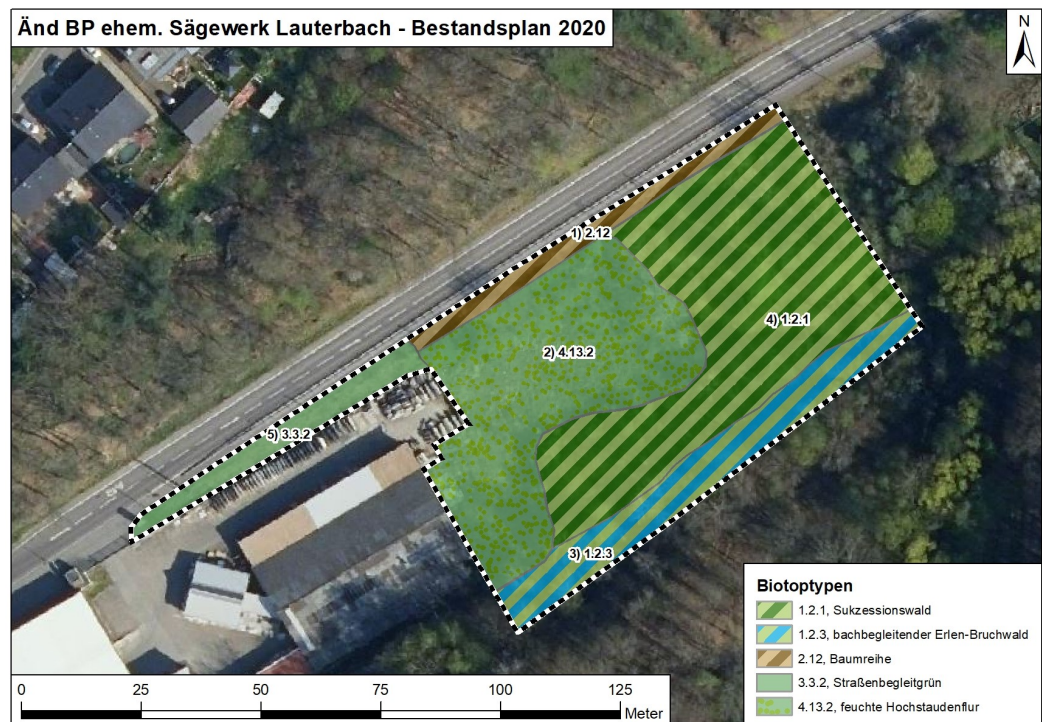 Änd BP ehem. Sägewerk Lauterbach - Bestandsplan 2020
N
1) 2.12
4) 1.2.1
2) 4.13.2
5) 3.3.2
3) 1.2.3
Biotoptypen
1.2.1, Sukzessionswald
1.2.3, bachbegleitender Erlen-Bruchwald
2.12, Baumreihe
3.3.2, Straßenbegleitgrün
4.13.2, feuchte Hochstaudenflur
0 25 50 75 100 125
Meter